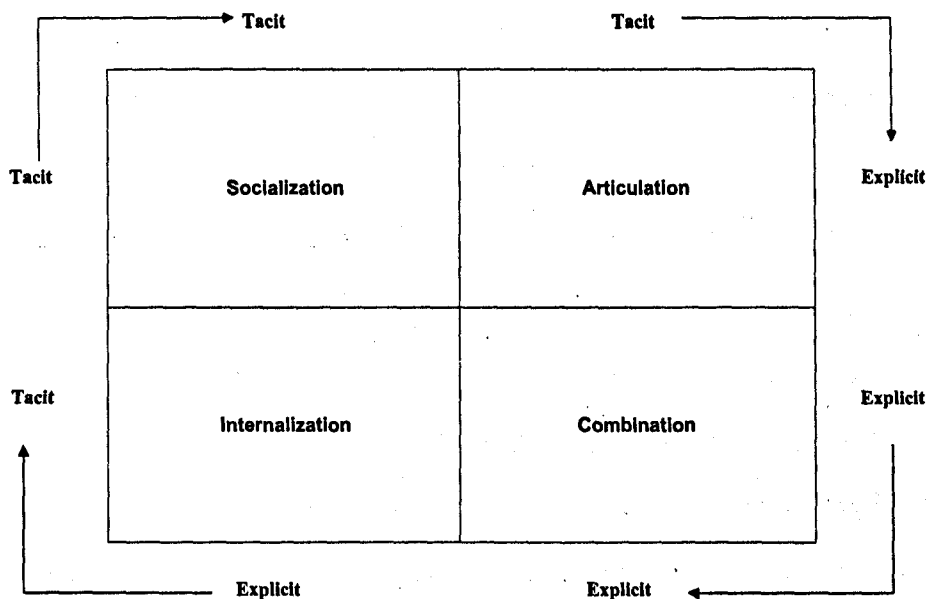 Tacit Tacit
Tacit Explicit
Socialization Articulation
Tacit Explicit
Internalization Combination
Explicit Explicit